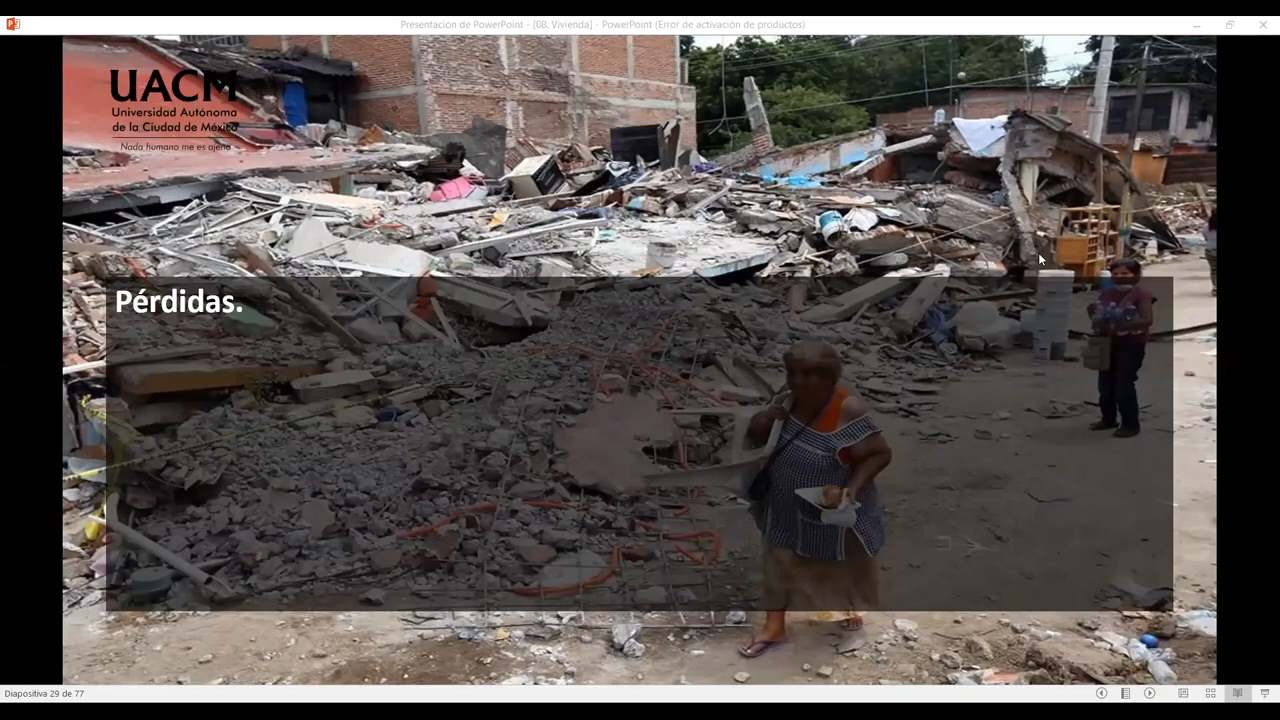 Presentación de PowerPoint - [08. Vivienda] - PowerPoint (Error de activación de productos)
UACM
Universidad Autónoma
de la Ciudad de México
Nada humano me es ajeno
Pérdidas.
Diapositiva 29 de 77